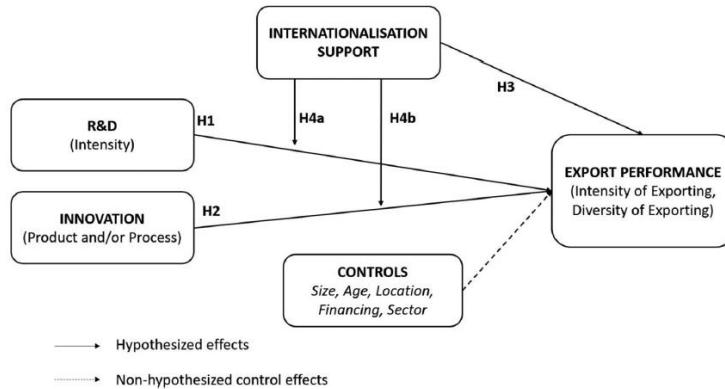 INTERNATIONALISATION
SUPPORT
H3
H1
H4a
H4b
R&D
(Intensity)
EXPORT PERFORMANCE
(Intensity of Exporting,
Diversity of Exporting)
INNOVATION
(Product and/or Process)
H2
CONTROLS
Size, Age, Location,
Financing, Sector
Hypothesized effects
Non-hypothesized control effects